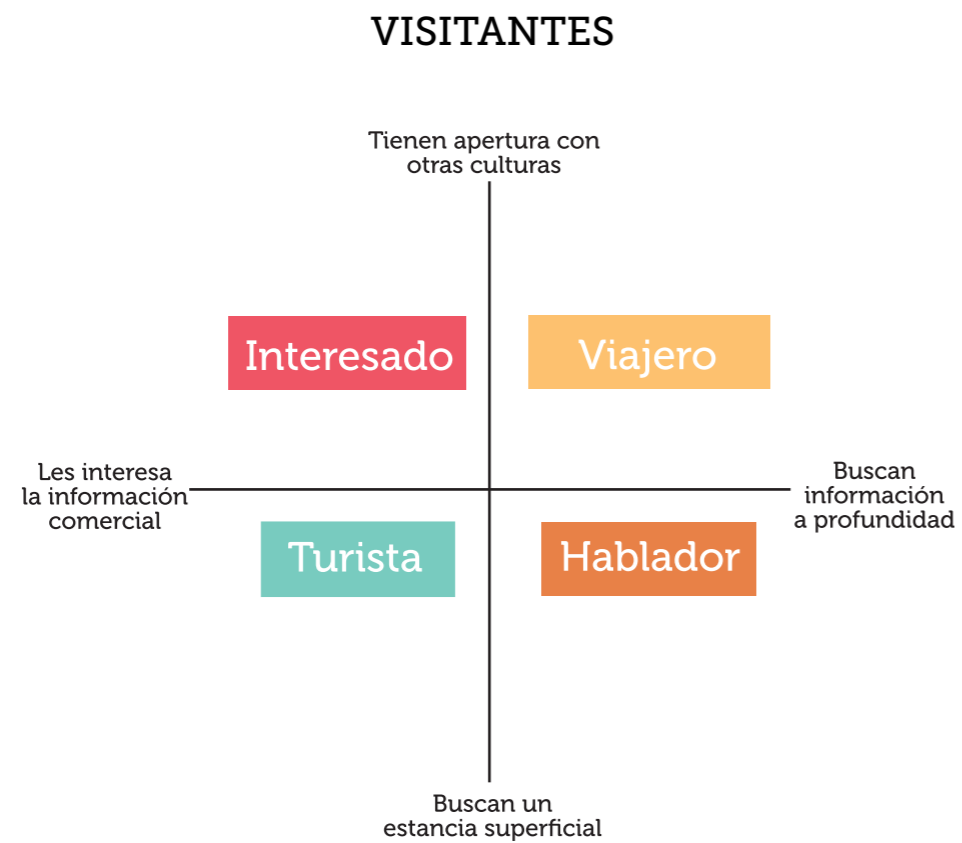 VISITANTES
Tienen apertura con
otras culturas
Interesado
Viajero
Les interesa
la información
comercial
Buscan
información
a profundidad
Turista
Hablador
Buscan un
estancia superficial